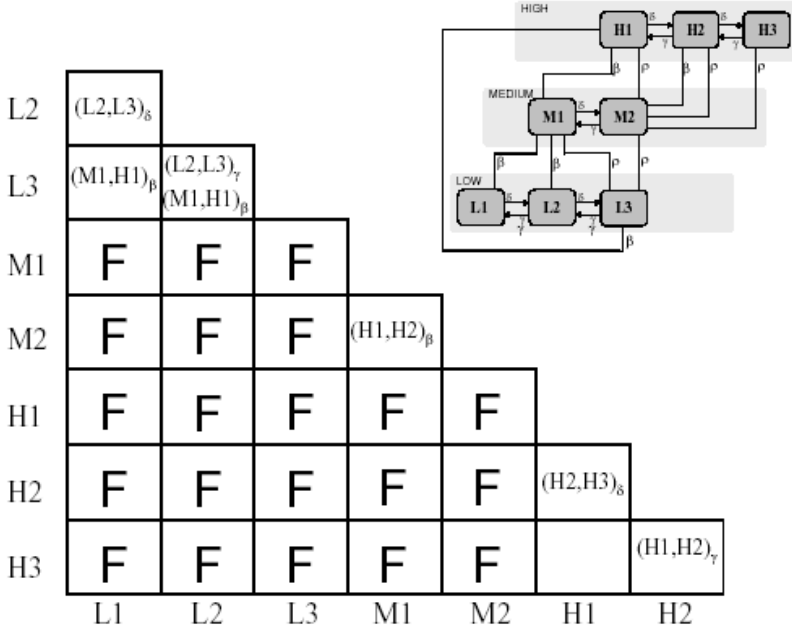 HIGH
H1 δ γ H2 δ γ H3
β ρ β ρ ρ
MEDIUM
M1 δ γ M2
β β ρ ρ
LOW
L1 δ γ L2 δ γ L3
γ γ
β
L2 (L2,L3)δ
L3 (M1,H1)β (L2,L3)γ
(M1,H1)β
M1 F F F
M2 F F F (H1,H2)β
H1 F F F F F
H2 F F F F F (H2,H3)δ
H3 F F F F F (H1,H2)γ
L1 L2 L3 M1 M2 H1 H2